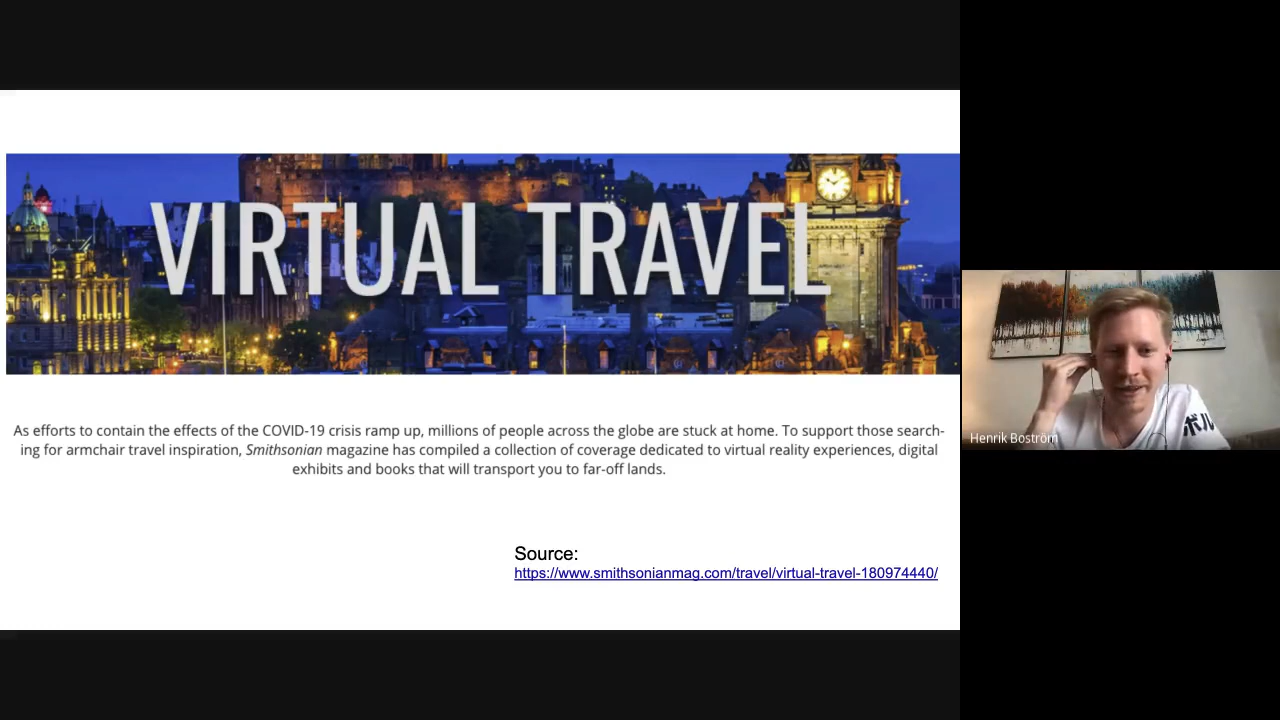 VIRTUAL TRAVEL
As efforts to contain the effects of the COVID-19 crisis ramp up, millions of people across the globe are stuck at home. To support those search-
ing for armchair travel inspiration, Smithsonian magazine has compiled a collection of coverage dedicated to virtual reality experiences, digital
exhibits and books that will transport you to far-off lands.
Source:
https://www.smithsonianmag.com/travel/virtual-travel-180974440/
Henrik Boström
ボル